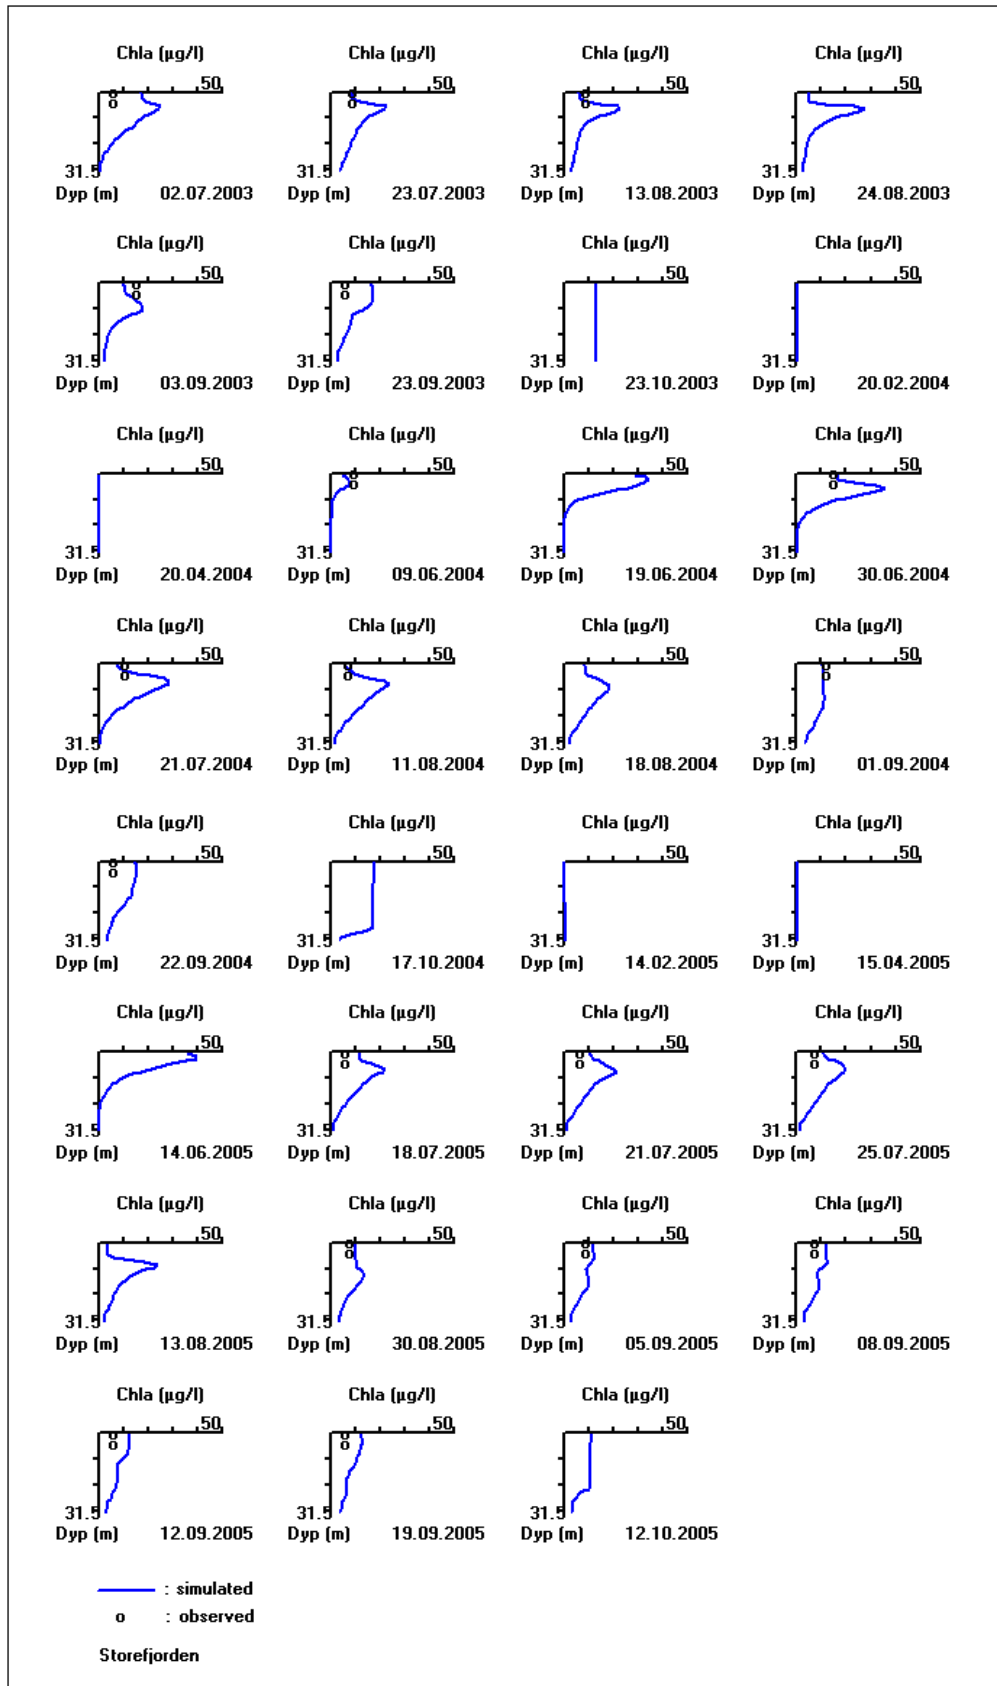 Chla (µg/l) Chla (µg/l) Chla (µg/l) Chla (µg/l)
50 50 50 50
31.5 31.5 31.5 31.5
Dyp (m) 02.07.2003 Dyp (m) 23.07.2003 Dyp (m) 13.08.2003 Dyp (m) 24.08.2003
Chla (µg/l) Chla (µg/l) Chla (µg/l) Chla (µg/l)
50 50 50 50
31.5 31.5 31.5 31.5
Dyp (m) 03.09.2003 Dyp (m) 23.09.2003 Dyp (m) 23.10.2003 Dyp (m) 20.02.2004
Chla (µg/l) Chla (µg/l) Chla (µg/l) Chla (µg/l)
50 50 50 50
31.5 31.5 31.5 31.5
Dyp (m) 20.04.2004 Dyp (m) 09.06.2004 Dyp (m) 19.06.2004 Dyp (m) 30.06.2004
Chla (µg/l) Chla (µg/l) Chla (µg/l) Chla (µg/l)
50 50 50 50
31.5 31.5 31.5 31.5
Dyp (m) 21.07.2004 Dyp (m) 11.08.2004 Dyp (m) 18.08.2004 Dyp (m) 01.09.2004
Chla (µg/l) Chla (µg/l) Chla (µg/l) Chla (µg/l)
50 50 50 50
31.5 31.5 31.5 31.5
Dyp (m) 22.09.2004 Dyp (m) 17.10.2004 Dyp (m) 14.02.2005 Dyp (m) 15.04.2005
Chla (µg/l) Chla (µg/l) Chla (µg/l) Chla (µg/l)
50 50 50 50
31.5 31.5 31.5 31.5
Dyp (m) 14.06.2005 Dyp (m) 18.07.2005 Dyp (m) 21.07.2005 Dyp (m) 25.07.2005
Chla (µg/l) Chla (µg/l) Chla (µg/l) Chla (µg/l)
50 50 50 50
31.5 31.5 31.5 31.5
Dyp (m) 13.08.2005 Dyp (m) 30.08.2005 Dyp (m) 05.09.2005 Dyp (m) 08.09.2005
Chla (µg/l) Chla (µg/l) Chla (µg/l)
50 50 50
31.5 31.5 31.5
Dyp (m) 12.09.2005 Dyp (m) 19.09.2005 Dyp (m) 12.10.2005
: simulated
o : observed
Storefjorden